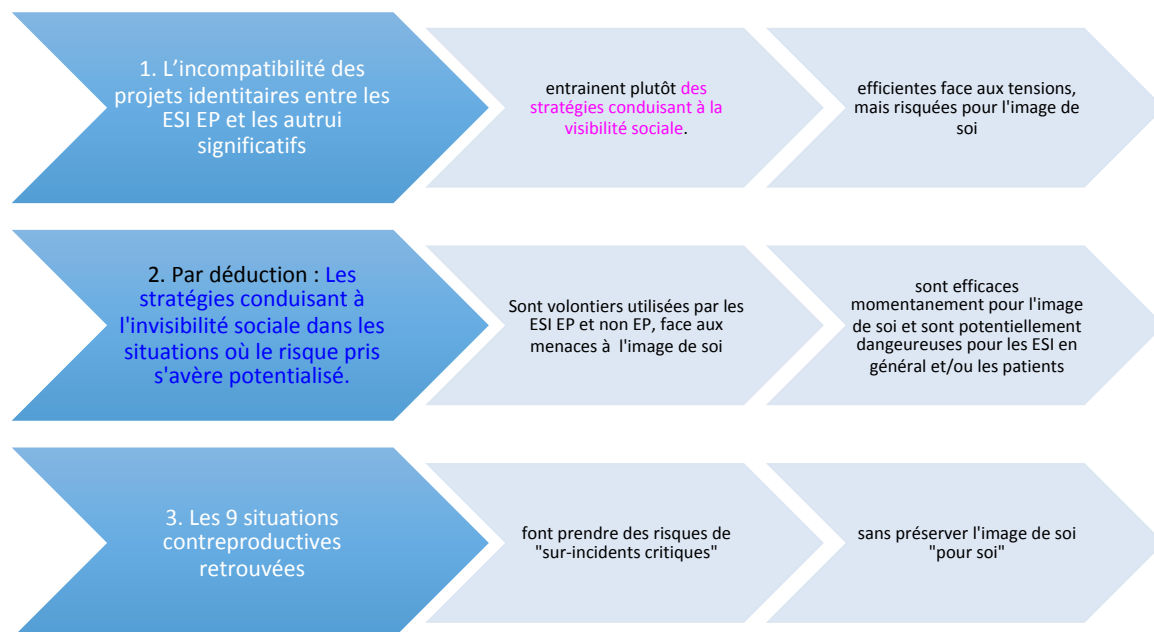 1. L'incompatibilité des
projets identitaires entre les
ESI EP et les autrui
significatifs
entrainent plutôt des
stratégies conduisant à la
visibilité sociale.
efficientes face aux tensions,
mais risquées pour l'image de
soi
2. Par déduction : Les
stratégies conduisant à
l'invisibilité sociale dans les
situations où le risque pris
s'avère potentialisé.
Sont volontiers utilisées par les
ESI EP et non EP, face aux
menaces à l'image de soi
sont efficaces
momentanement pour l'image
de soi et sont potentiellement
dangeureuses pour les ESI en
général et/ou les patients
3. Les 9 situations
contreproductives
retrouvées
font prendre des risques de
"sur-incidents critiques"
sans préserver l'image de soi
"pour soi"